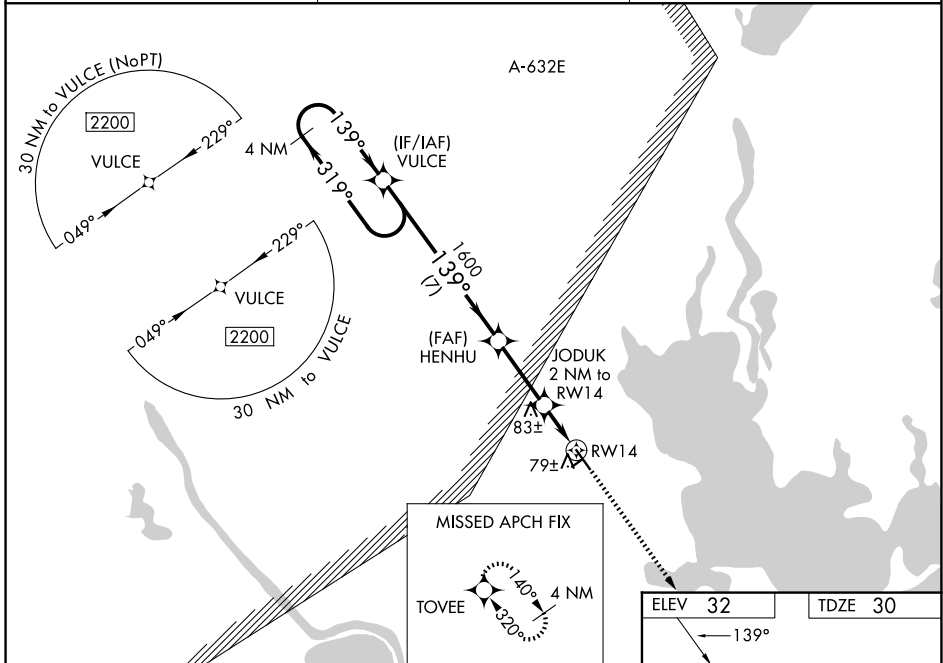 A-632E
30 NM to VULCE (NoPT)
2200
229°
VULCE
049°
4 NM
139°
319°
(IF/IAF)
VULCE
229°
VULCE
049°
2200
30 NM to VULCE
1600
139°
(7)
(FAF)
HENHU
JODUK
2 NM to
RW14
83±
RW14
79±
MISSED APCH FIX
140°
4 NM
TOVEE
320°
ELEV 32
TDZE 30
139°